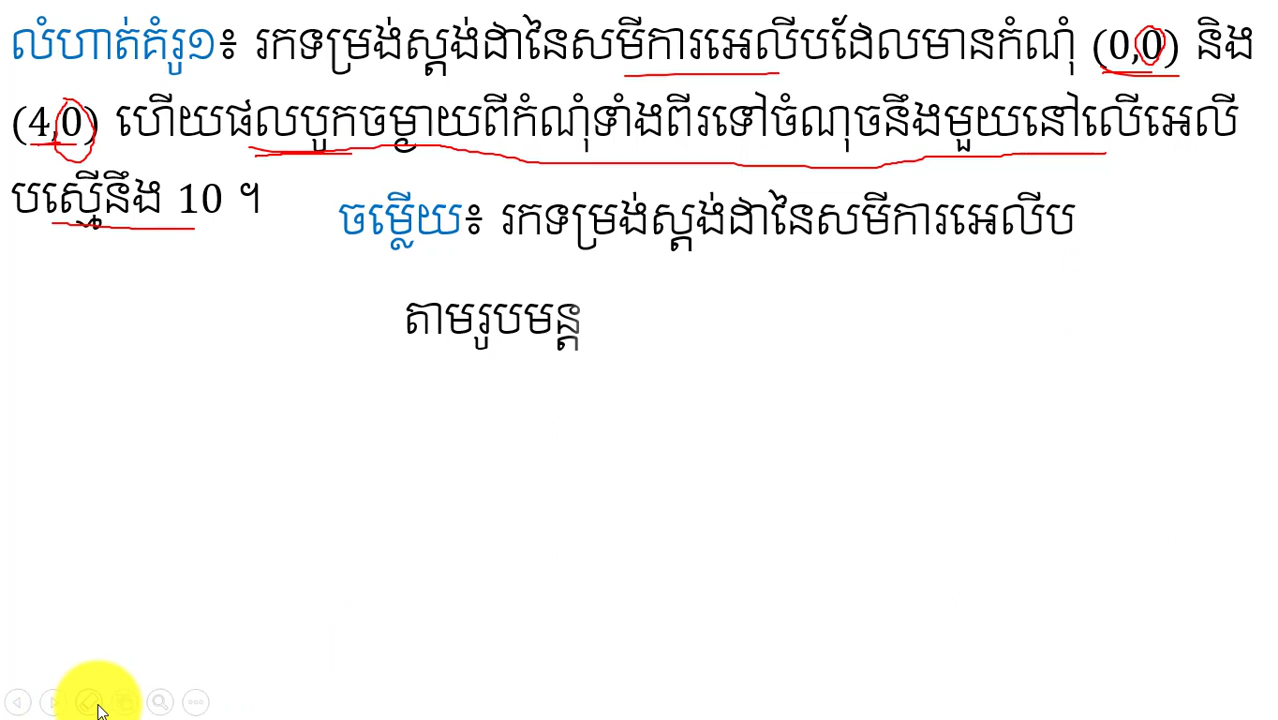 លំហាត់គំរូ១៖ រកទម្រង់ស្តង់ដានៃសមីការអេលីបដែលមានកំណុំ (0,0) និង
(4,0) ហើយផលបូកចម្ងាយពីកំណុំទាំងពីរទៅចំណុចនឹងមួយនៅលើអេលី
បស្មើនឹង 10 ។
ចម្លើយ៖ រកទម្រង់ស្តង់ដានៃសមីការអេលីប
តាមរូបមន្ត